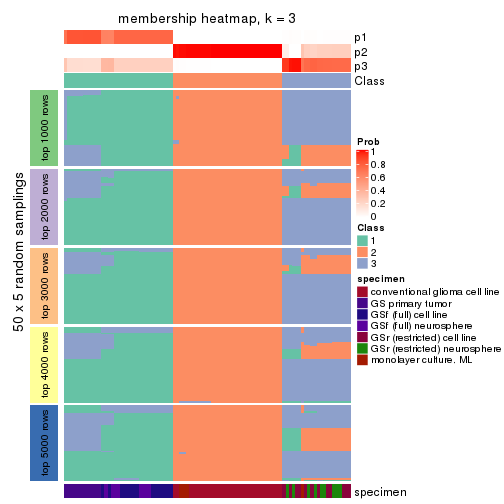 membership heatmap, k = 3
p1
p2
p3
Class
50 x 5 random samplings
top 1000 rows
top 2000 rows
top 3000 rows
top 4000 rows
top 5000 rows
Prob
1
0.8
0.6
0.4
0.2
0
Class
1
2
3
specimen
conventional glioma cell line
GS primary tumor
GSf (full) cell line
GSf (full) neurosphere
GSr (restricted) cell line
GSr (restricted) neurosphere
monolayer culture. ML
specimen